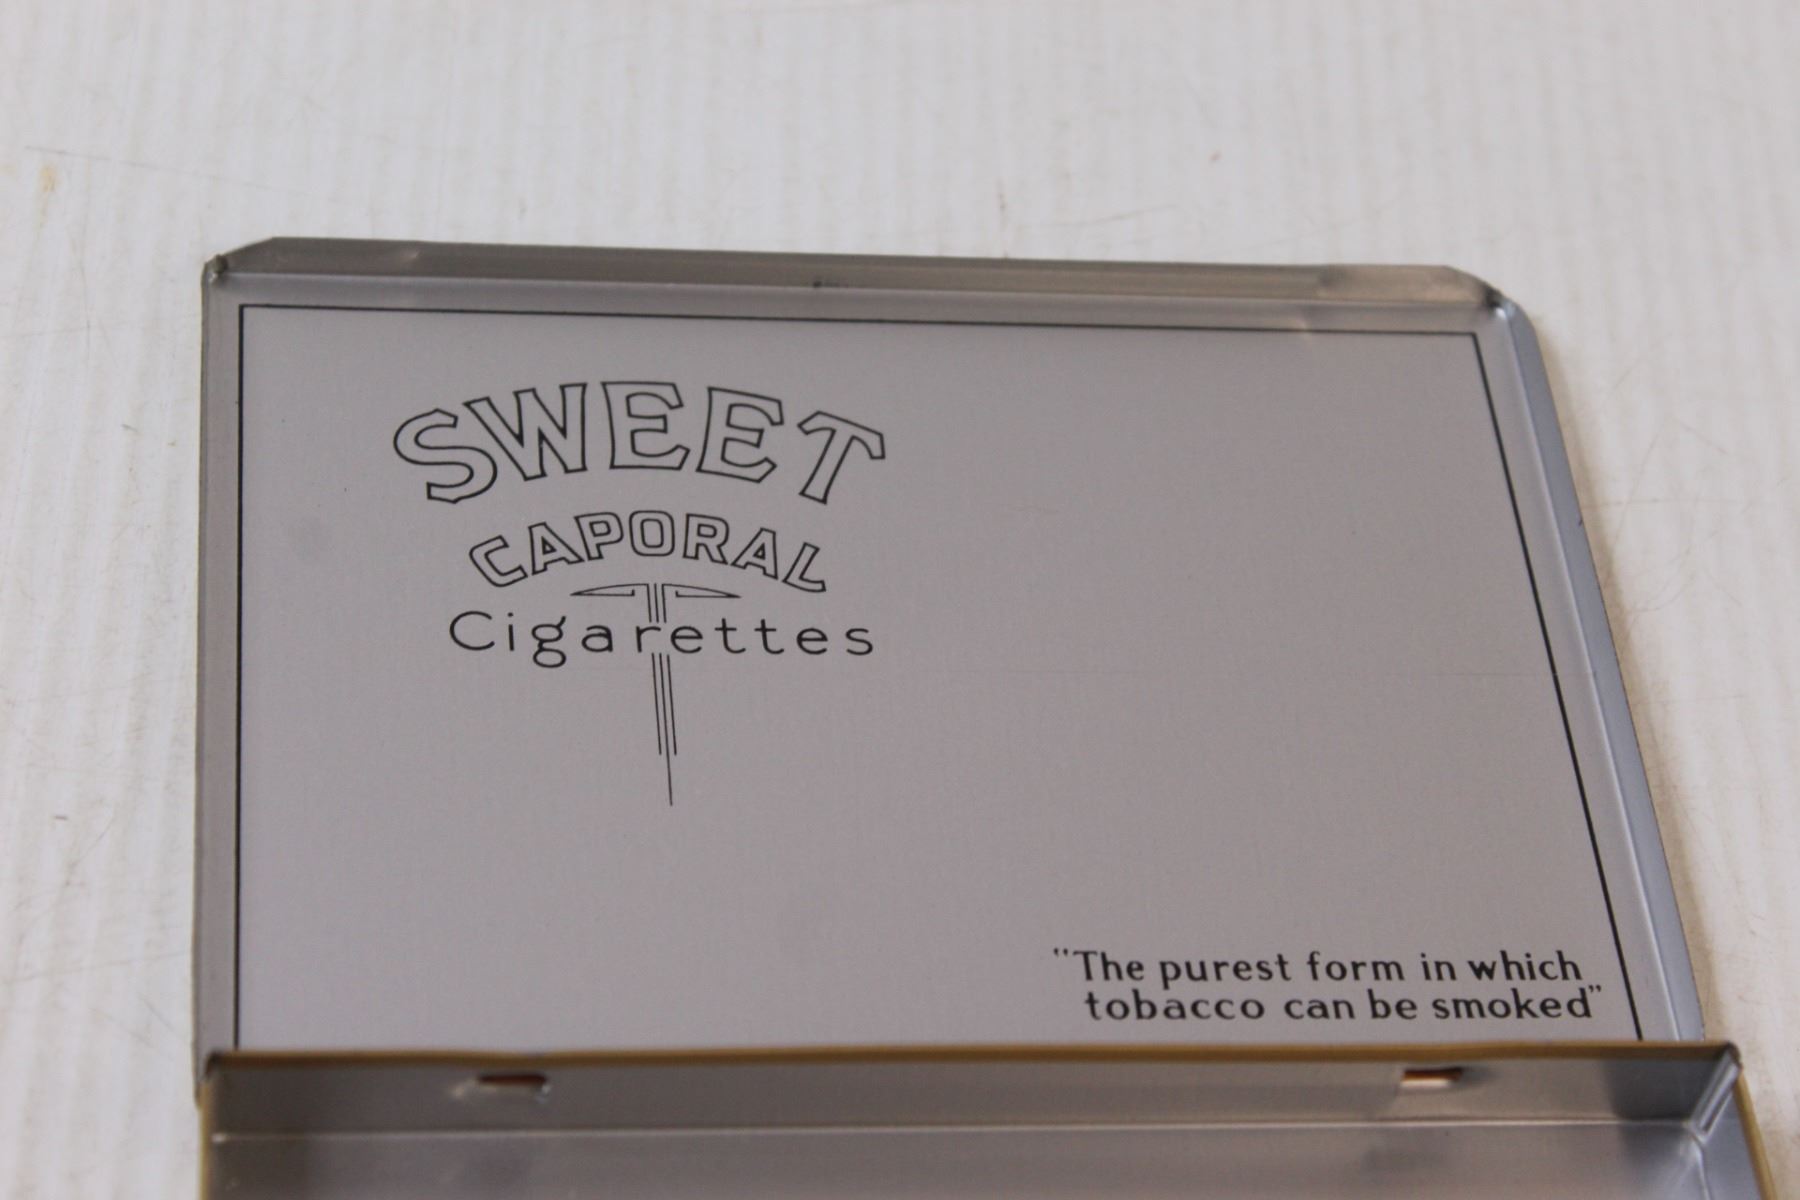 SWEET
CAPORAL
Cigarettes
"The purest form in which
tobacco can be smoked"